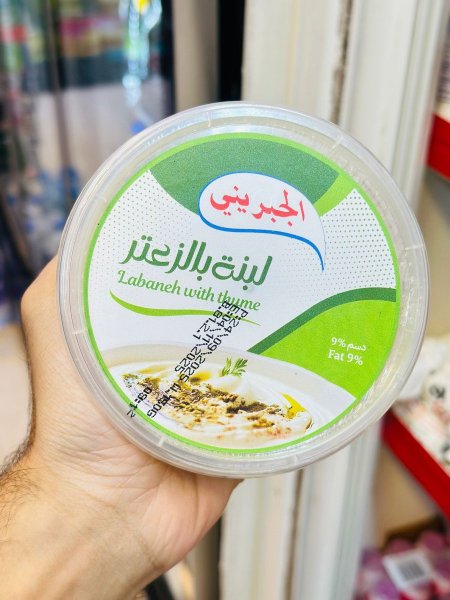 الجبريني
لبنة بالزعتر
Labaneh with thyme
دسم %9
Fat 9%